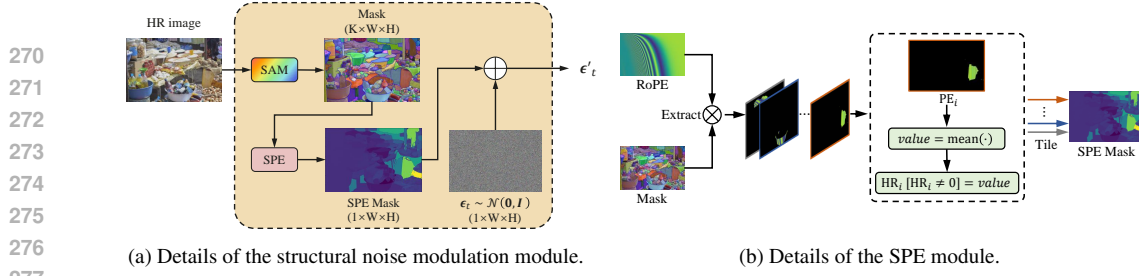 270
271
272
273
274
275
276
277
HR image
Mask
(K×W×H)
SAM
SPE
SPE Mask
(1×W×H)
ϵ_t ~ 𝒩(0, I)
(1×W×H)
ϵ′_t
(a) Details of the structural noise modulation module.
RoPE
Extract
Mask
...
PE_i
value = mean(·)
HR_i [HR_i ≠ 0] = value
⋮
Tile
SPE Mask
(b) Details of the SPE module.